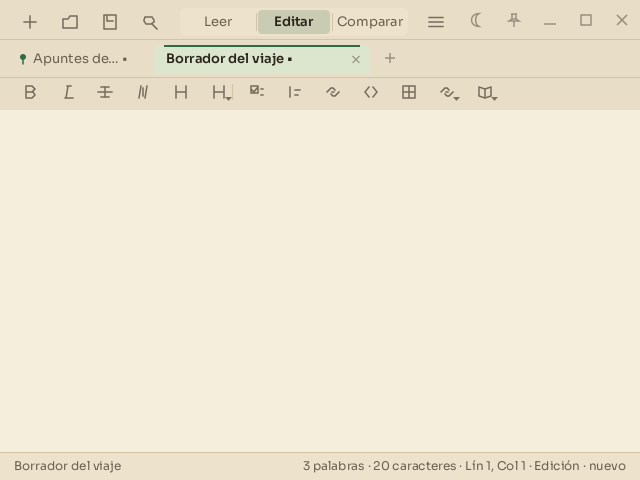 Leer Editar Comparar
Apuntes de... ▪ Borrador del viaje ▪
Borrador del viaje 3 palabras · 20 caracteres · Lín 1, Col 1 · Edición · nuevo